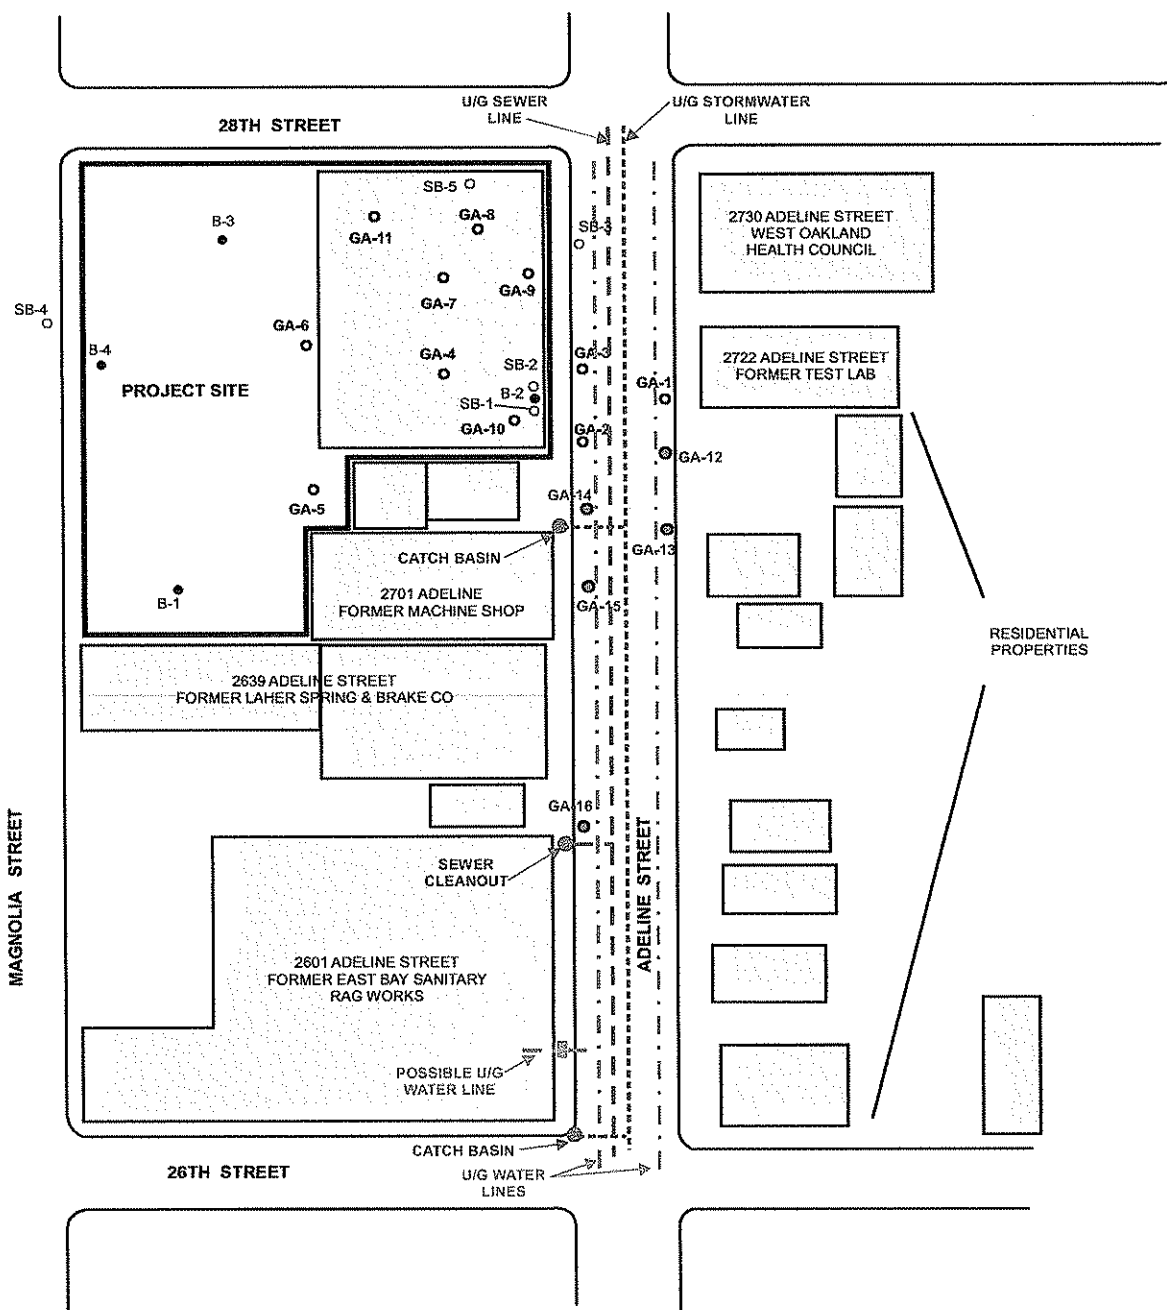 U/G SEWER
LINE
U/G STORMWATER
LINE
28TH STREET
SB-5
GA-8
GA-11
B-3
SB-3
2730 ADELINE STREET
WEST OAKLAND
HEALTH COUNCIL
GA-7
GA-9
SB-4
GA-6
B-4
GA-4
GA-3
2722 ADELINE STREET
FORMER TEST LAB
SB-2
PROJECT SITE
B-2
GA-1
SB-1
GA-10
GA-2
GA-12
GA-5
GA-14
CATCH BASIN
GA-13
2701 ADELINE
FORMER MACHINE SHOP
B-1
GA-15
RESIDENTIAL
PROPERTIES
2639 ADELINE STREET
FORMER LAHER SPRING & BRAKE CO
GA-16
SEWER
CLEANOUT
MAGNOLIA STREET
ADELINE STREET
2601 ADELINE STREET
FORMER EAST BAY SANITARY
RAG WORKS
POSSIBLE U/G
WATER LINE
CATCH BASIN
26TH STREET
U/G WATER
LINES